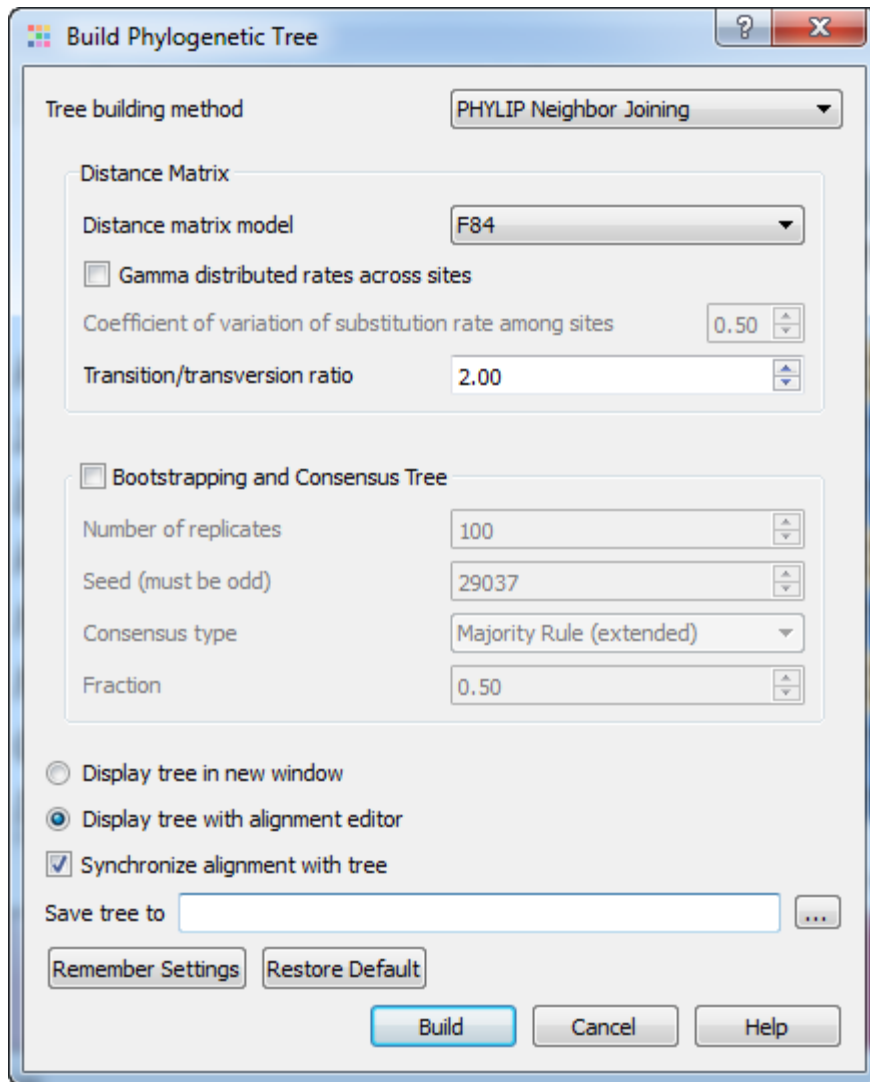 Build Phylogenetic Tree
Tree building method PHYLIP Neighbor Joining
Distance Matrix
Distance matrix model F84
Gamma distributed rates across sites
Coefficient of variation of substitution rate among sites 0.50
Transition/transversion ratio 2.00
Bootstrapping and Consensus Tree
Number of replicates 100
Seed (must be odd) 29037
Consensus type Majority Rule (extended)
Fraction 0.50
Display tree in new window
Display tree with alignment editor
Synchronize alignment with tree
Save tree to ...
Remember Settings Restore Default
Build Cancel Help